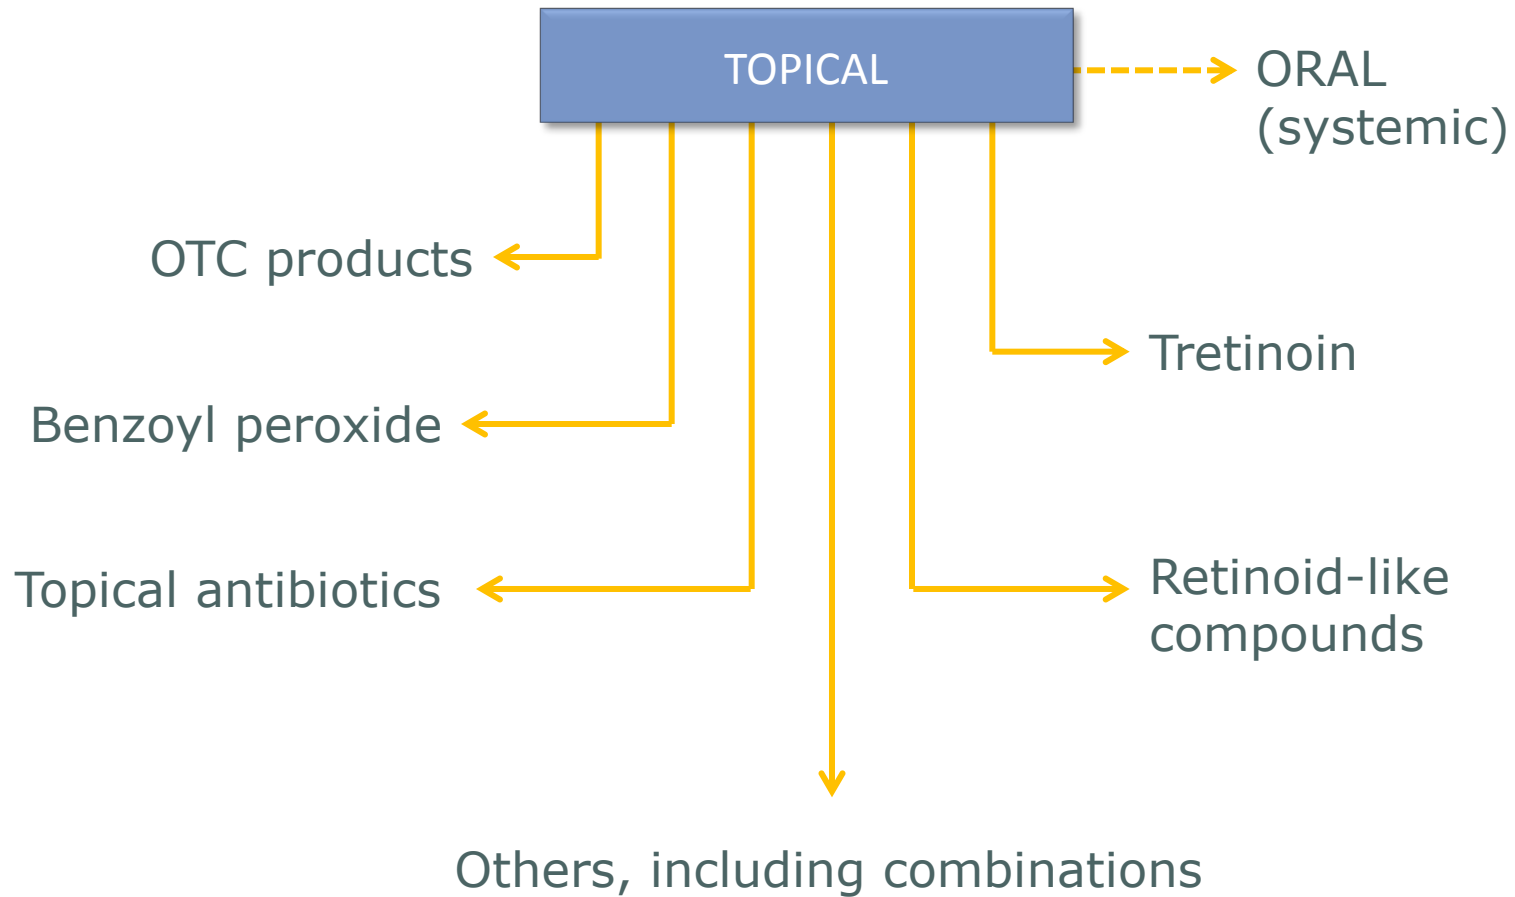 TOPICAL
ORAL
(systemic)
OTC products
Tretinoin
Benzoyl peroxide
Topical antibiotics
Retinoid-like
compounds
Others, including combinations